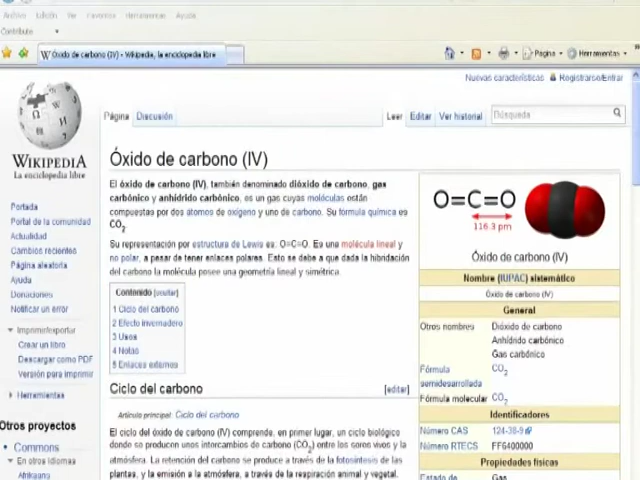 Archivo Edición Ver Favoritos Herramientas Ayuda
Contribute
Óxido de carbono (IV) - Wikipedia, la enciclopedia libre
Página Herramientas
Nuevas características Registrarse/Entrar
Página Discusión Leer Editar Ver historial Búsqueda
WIKIPEDIA
La enciclopedia libre
Portada
Portal de la comunidad
Actualidad
Cambios recientes
Página aleatoria
Ayuda
Donaciones
Notificar un error
Imprimir/exportar
Crear un libro
Descargar como PDF
Versión para imprimir
Herramientas
Otros proyectos
Commons
En otros idiomas
Afrikaans
Óxido de carbono (IV)
El óxido de carbono (IV), también denominado dióxido de carbono, gas
carbónico y anhídrido carbónico, es un gas cuyas moléculas están
compuestas por dos átomos de oxígeno y uno de carbono. Su fórmula química es
CO2
Su representación por estructura de Lewis es: O=C=O. Es una molécula lineal y
no polar, a pesar de tener enlaces polares. Esto se debe a que dada la hibridación
del carbono la molécula posee una geometría lineal y simétrica.
Contenido [ocultar]
1 Ciclo del carbono
2 Efecto invernadero
3 Usos
4 Notas
5 Enlaces externos
Ciclo del carbono [editar]
Artículo principal: Ciclo del carbono
El ciclo del óxido de carbono (IV) comprende, en primer lugar, un ciclo biológico
donde se producen unos intercambios de carbono (CO2) entre los seres vivos y la
atmósfera. La retención del carbono se produce a través de la fotosíntesis de las
plantas, y la emisión a la atmósfera, a través de la respiración animal y vegetal.
O=C=O
116.3 pm
Óxido de carbono (IV)
Nombre (IUPAC) sistemático
Óxido de carbono (IV)
General
Otros nombres Dióxido de carbono
Anhídrido carbónico
Gas carbónico
Fórmula semidesarrollada CO2
Fórmula molecular CO2
Identificadores
Número CAS 124-38-9
Número RTECS FF6400000
Propiedades físicas
Estado de Gas